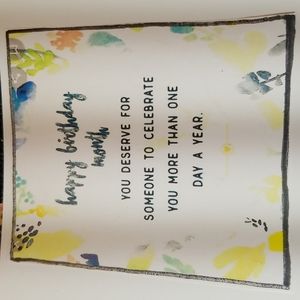 happy birthday
month
YOU DESERVE FOR
SOMEONE TO CELEBRATE
YOU MORE THAN ONE
DAY A YEAR.